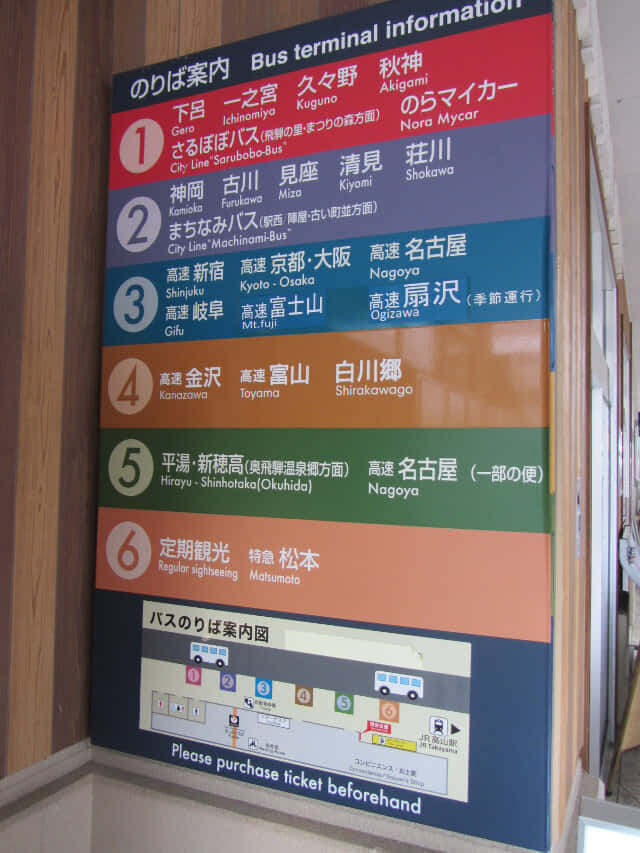 のりば案内 Bus terminal information
1
下呂 一之宮 久々野 秋神
Gero Ichinomiya Kuguno Akigami
さるぼぼバス(飛騨の里・まつりの森方面) のらマイカー
City Line "Sarubobo-Bus" Nora Mycar
2
神岡 古川 見座 清見 荘川
Kamioka Furukawa Miza Kiyomi Shokawa
まちなみバス(駅西/陣屋・古い町並方面)
City Line "Machinami-Bus"
3
高速 新宿 高速 京都・大阪 高速 名古屋
Shinjuku Kyoto - Osaka Nagoya
高速 岐阜 高速 富士山 高速 扇沢 (季節運行)
Gifu Mt.fuji Ogizawa
4
高速 金沢 高速 富山 白川郷
Kanazawa Toyama Shirakawago
5
平湯・新穂高(奥飛騨温泉郷方面) 高速 名古屋 (一部の便)
Hirayu - Shinhotaka(Okuhida) Nagoya
6
定期観光 特急 松本
Regular sightseeing Matsumoto
バスのりば案内図
1 2 3 4 5 6
JR高山駅
JR Takayama
コンビニエンス・お土産
Please purchase ticket beforehand